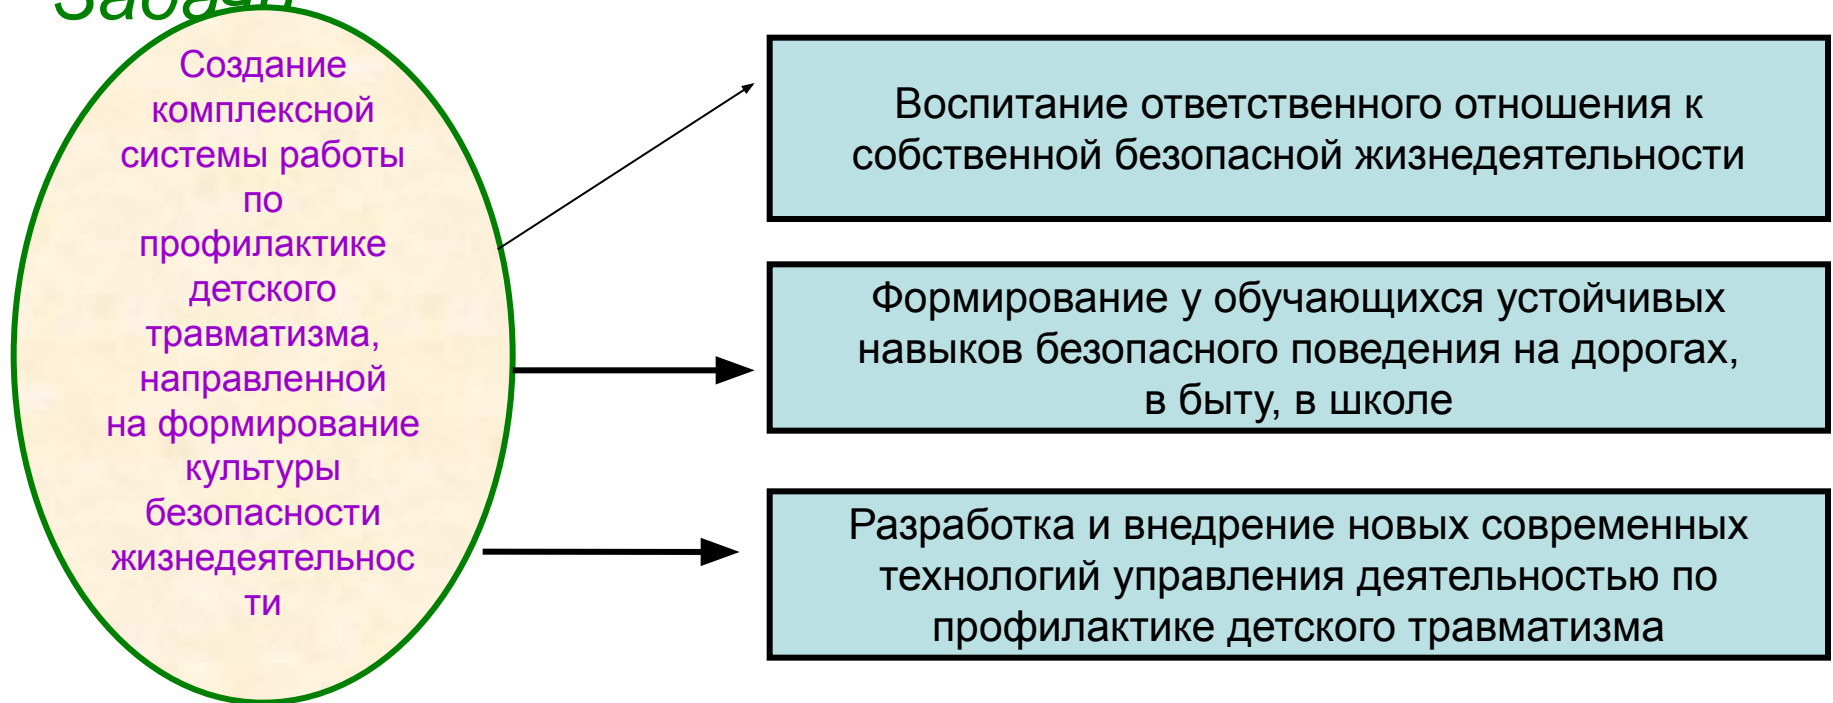 Задачи
Создание
комплексной
системы работы
по
профилактике
детского
травматизма,
направленной
на формирование
культуры
безопасности
жизнедеятельнос
ти
Воспитание ответственного отношения к
собственной безопасной жизнедеятельности
Формирование у обучающихся устойчивых
навыков безопасного поведения на дорогах,
в быту, в школе
Разработка и внедрение новых современных
технологий управления деятельностью по
профилактике детского травматизма